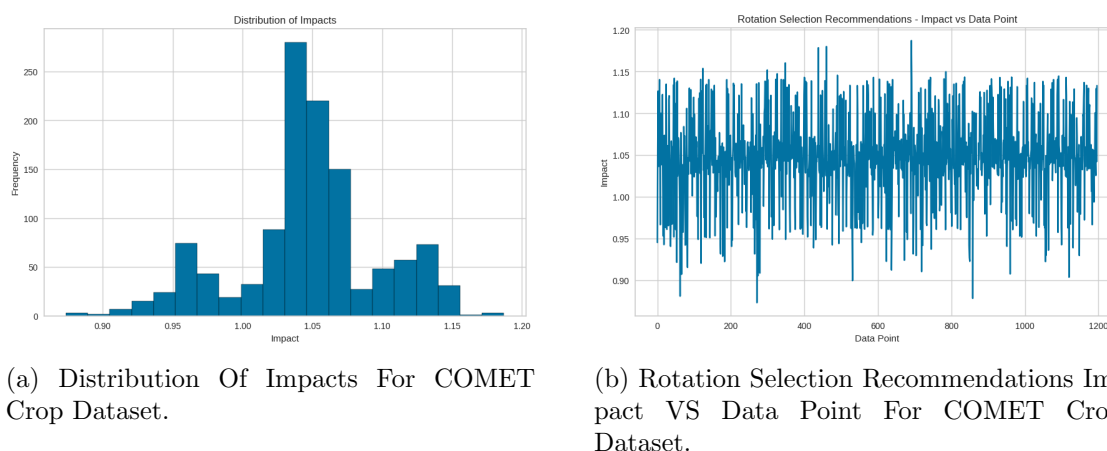 Distribution of Impacts
250
200
150
100
50
0
Frequency
0.90 0.95 1.00 1.05 1.10 1.15 1.20
Impact
Rotation Selection Recommendations - Impact vs Data Point
1.20
1.15
1.10
1.05
1.00
0.95
0.90
Impact
0 200 400 600 800 1000 1200
Data Point
(a) Distribution Of Impacts For COMET
Crop Dataset.
(b) Rotation Selection Recommendations Im
pact VS Data Point For COMET Cro
Dataset.